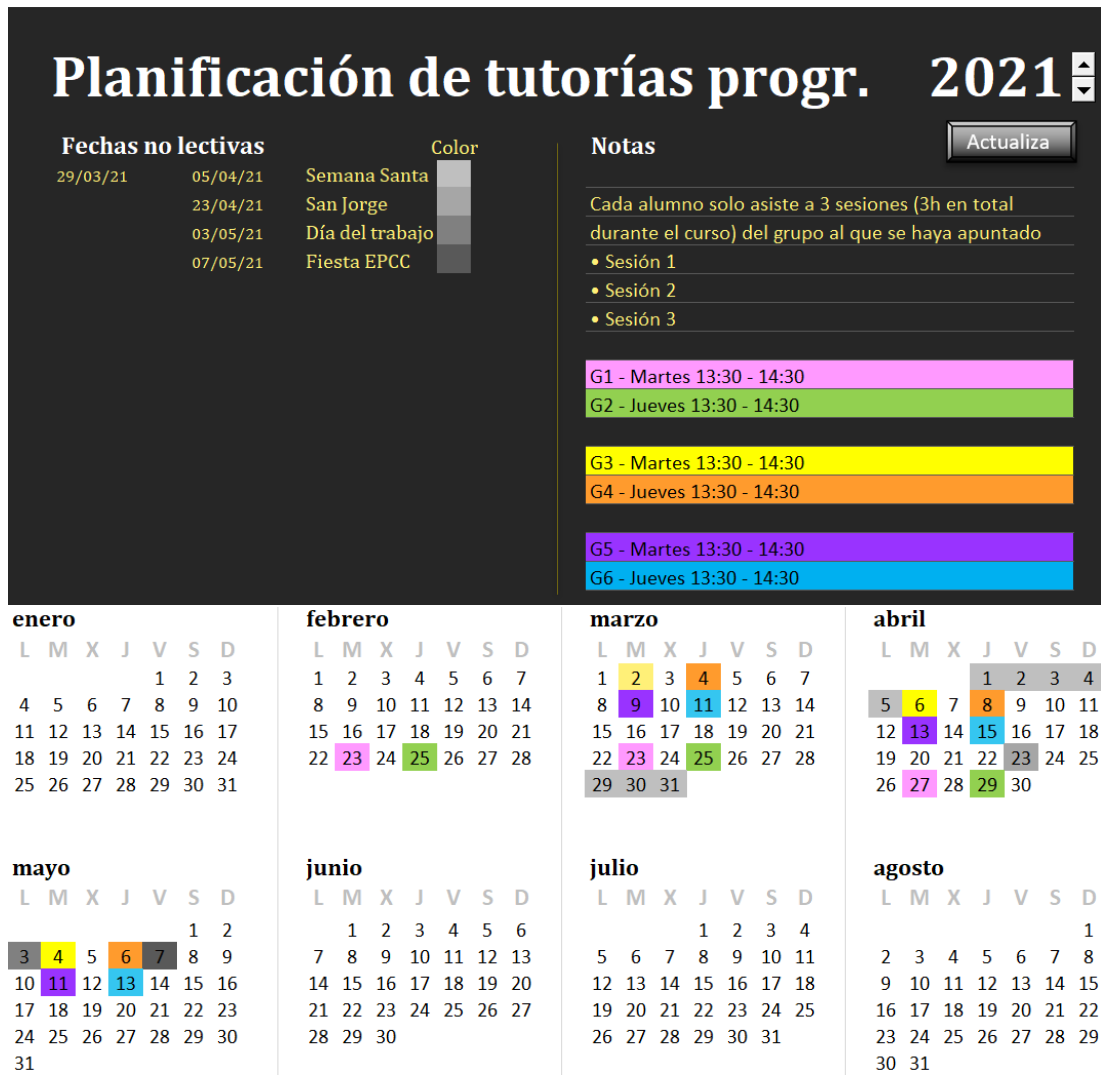 Planificación de tutorías progr. 2021
Actualiza
Fechas no lectivas Color
29/03/21 05/04/21 Semana Santa
23/04/21 San Jorge
03/05/21 Día del trabajo
07/05/21 Fiesta EPCC
Notas
Cada alumno solo asiste a 3 sesiones (3h en total
durante el curso) del grupo al que se haya apuntado
• Sesión 1
• Sesión 2
• Sesión 3
G1 - Martes 13:30 - 14:30
G2 - Jueves 13:30 - 14:30
G3 - Martes 13:30 - 14:30
G4 - Jueves 13:30 - 14:30
G5 - Martes 13:30 - 14:30
G6 - Jueves 13:30 - 14:30
enero
L M X J V S D
1 2 3
4 5 6 7 8 9 10
11 12 13 14 15 16 17
18 19 20 21 22 23 24
25 26 27 28 29 30 31
febrero
L M X J V S D
1 2 3 4 5 6 7
8 9 10 11 12 13 14
15 16 17 18 19 20 21
22 23 24 25 26 27 28
marzo
L M X J V S D
1 2 3 4 5 6 7
8 9 10 11 12 13 14
15 16 17 18 19 20 21
22 23 24 25 26 27 28
29 30 31
abril
L M X J V S D
1 2 3 4
5 6 7 8 9 10 11
12 13 14 15 16 17 18
19 20 21 22 23 24 25
26 27 28 29 30
mayo
L M X J V S D
1 2
3 4 5 6 7 8 9
10 11 12 13 14 15 16
17 18 19 20 21 22 23
24 25 26 27 28 29 30
31
junio
L M X J V S D
1 2 3 4 5 6
7 8 9 10 11 12 13
14 15 16 17 18 19 20
21 22 23 24 25 26 27
28 29 30
julio
L M X J V S D
1 2 3 4
5 6 7 8 9 10 11
12 13 14 15 16 17 18
19 20 21 22 23 24 25
26 27 28 29 30 31
agosto
L M X J V S D
1
2 3 4 5 6 7 8
9 10 11 12 13 14 15
16 17 18 19 20 21 22
23 24 25 26 27 28 29
30 31